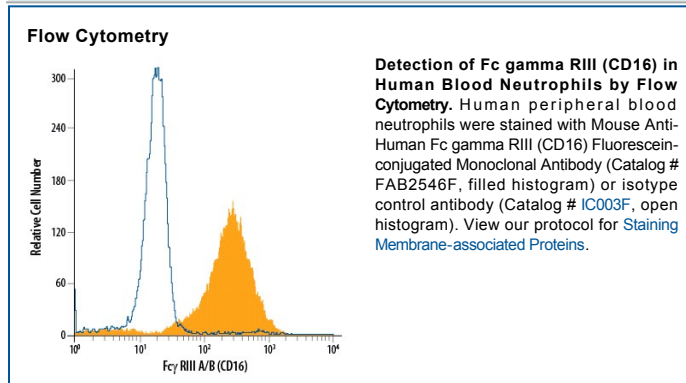 Flow Cytometry
300
240
180
120
60
0
Relative Cell Number
10⁰ 10¹ 10² 10³ 10⁴
Fcγ RIII A/B (CD16)
Detection of Fc gamma RIII (CD16) in
Human Blood Neutrophils by Flow
Cytometry. Human peripheral blood
neutrophils were stained with Mouse Anti-
Human Fc gamma RIII (CD16) Fluorescein-
conjugated Monoclonal Antibody (Catalog #
FAB2546F, filled histogram) or isotype
control antibody (Catalog # IC003F, open
histogram). View our protocol for Staining
Membrane-associated Proteins.